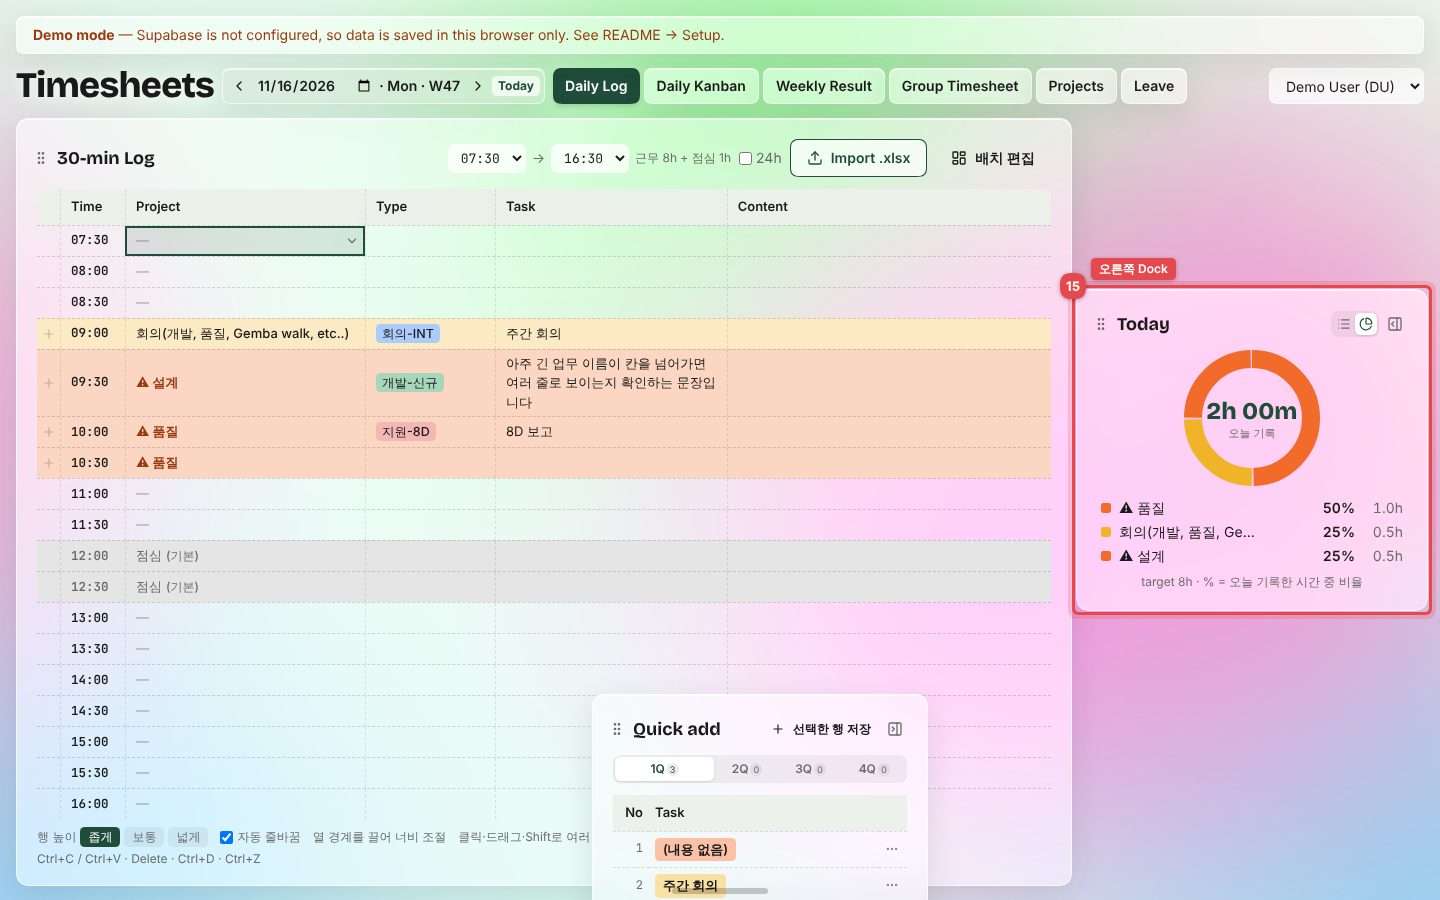 Demo mode — Supabase is not configured, so data is saved in this browser only. See README → Setup.
Timesheets
11/16/2026 · Mon · W47 Today
Daily Log Daily Kanban Weekly Result Group Timesheet Projects Leave
Demo User (DU)
30-min Log
07:30 → 16:30 근무 8h + 점심 1h 24h Import .xlsx 배치 편집
Time Project Type Task Content
07:30 —
08:00 —
08:30 —
09:00 회의(개발, 품질, Gemba walk, etc..) 회의-INT 주간 회의
09:30 설계 개발-신규 아주 긴 업무 이름이 칸을 넘어가면
여러 줄로 보이는지 확인하는 문장입
니다
10:00 품질 지원-8D 8D 보고
10:30 품질
11:00 —
11:30 —
12:00 점심 (기본)
12:30 점심 (기본)
13:00 —
13:30 —
14:00 —
14:30 —
15:00 —
15:30 —
16:00 —
행 높이 좁게 보통 넓게 자동 줄바꿈 열 경계를 끌어 너비 조절 클릭·드래그·Shift로 여러
Ctrl+C / Ctrl+V · Delete · Ctrl+D · Ctrl+Z
오른쪽 Dock
15
Today
2h 00m
오늘 기록
품질 50% 1.0h
회의(개발, 품질, Ge... 25% 0.5h
설계 25% 0.5h
target 8h · % = 오늘 기록한 시간 중 비율
Quick add + 선택한 행 저장
1Q 3 2Q 0 3Q 0 4Q 0
No Task
1 (내용 없음) ...
2 주간 회의 ...